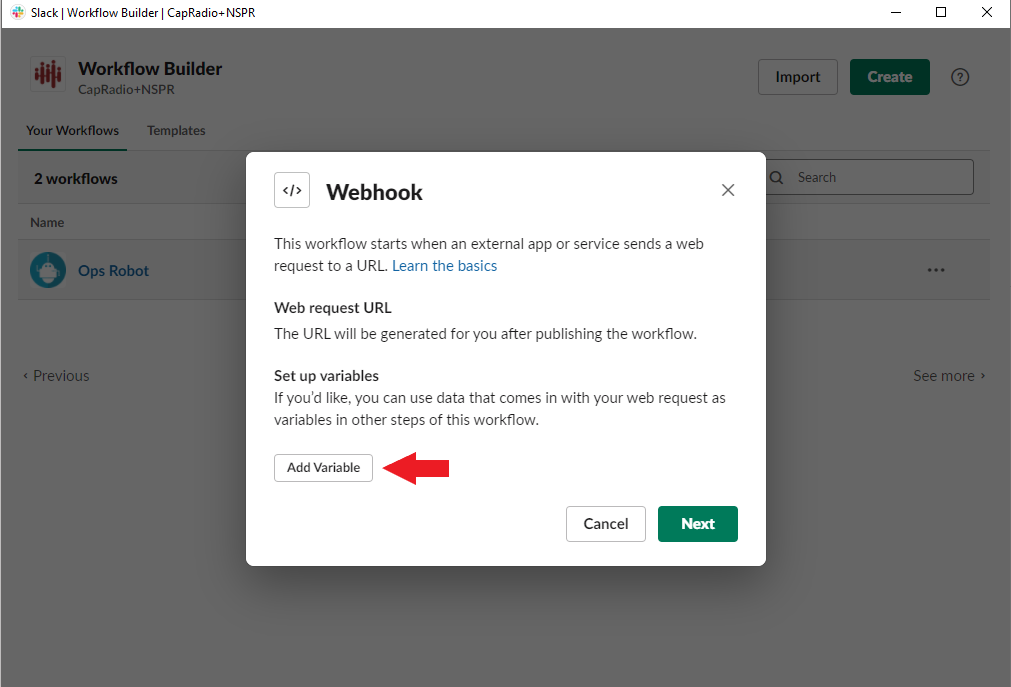 Slack | Workflow Builder | CapRadio+NSPR
Workflow Builder
CapRadio+NSPR
Import
Create
?
Your Workflows
Templates
2 workflows
Search
Name
Ops Robot
</> Webhook
This workflow starts when an external app or service sends a web
request to a URL. Learn the basics
Web request URL
The URL will be generated for you after publishing the workflow.
Set up variables
If you’d like, you can use data that comes in with your web request as
variables in other steps of this workflow.
Add Variable
Cancel
Next
‹ Previous
See more ›